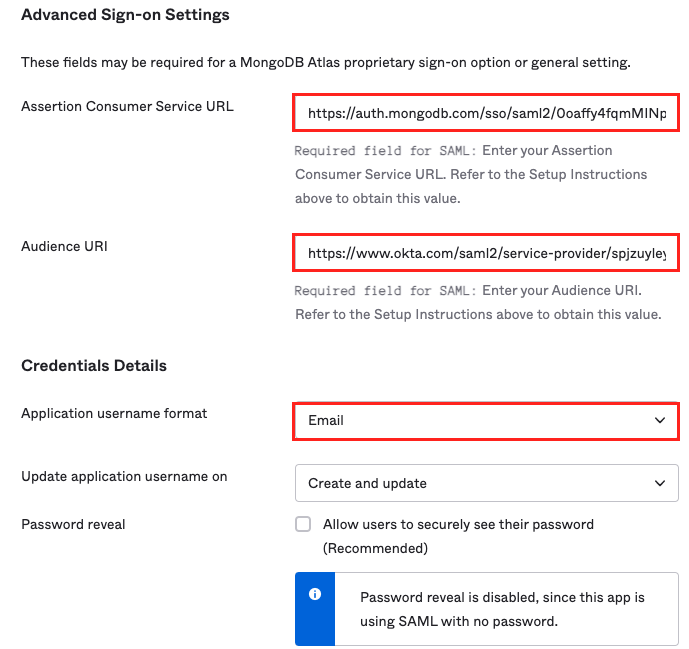 Advanced Sign-on Settings
These fields may be required for a MongoDB Atlas proprietary sign-on option or general setting.
Assertion Consumer Service URL
https://auth.mongodb.com/sso/saml2/0oaffy4fqmMINp
Required field for SAML: Enter your Assertion
Consumer Service URL. Refer to the Setup Instructions
above to obtain this value.
Audience URI
https://www.okta.com/saml2/service-provider/spjzuyley
Required field for SAML: Enter your Audience URI.
Refer to the Setup Instructions above to obtain this value.
Credentials Details
Application username format
Email
Update application username on
Create and update
Password reveal
Allow users to securely see their password
(Recommended)
Password reveal is disabled, since this app is
using SAML with no password.